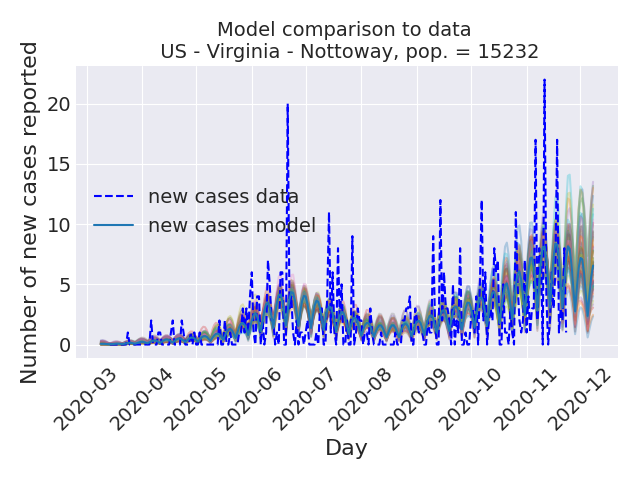 Model comparison to data
US - Virginia - Nottoway, pop. = 15232
Number of new cases reported
20
15
10
5
0
new cases data
new cases model
2020-03
2020-04
2020-05
2020-06
2020-07
2020-08
2020-09
2020-10
2020-11
2020-12
Day